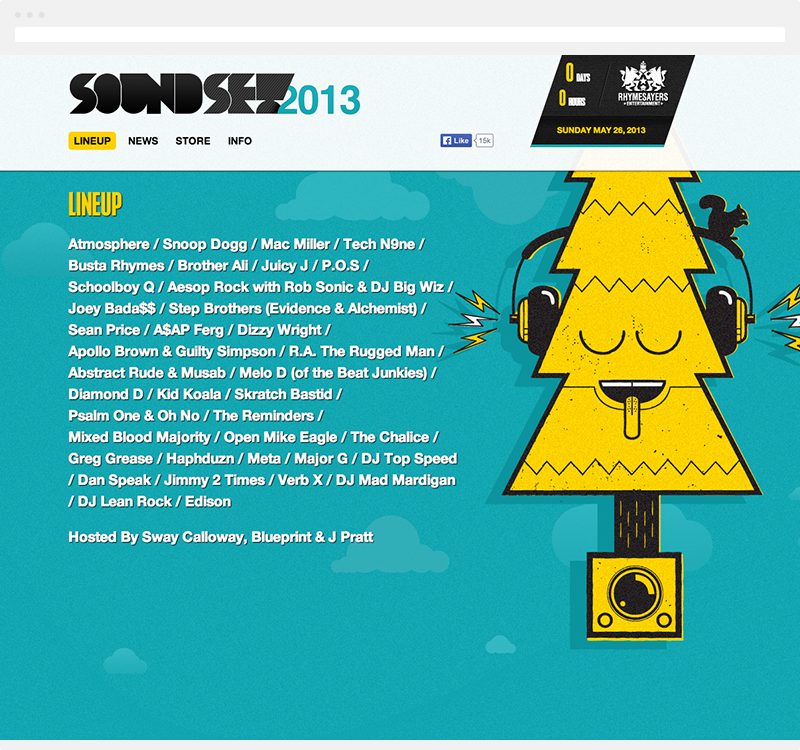 SOUNDSET 2013
0 DAYS
0 HOURS
RHYMESAYERS
ENTERTAINMENT
SUNDAY MAY 26, 2013
LINEUP NEWS STORE INFO
Like 15k
LINEUP
Atmosphere / Snoop Dogg / Mac Miller / Tech N9ne /
Busta Rhymes / Brother Ali / Juicy J / P.O.S /
Schoolboy Q / Aesop Rock with Rob Sonic & DJ Big Wiz /
Joey Bada$$ / Step Brothers (Evidence & Alchemist) /
Sean Price / A$AP Ferg / Dizzy Wright /
Apollo Brown & Guilty Simpson / R.A. The Rugged Man /
Abstract Rude & Musab / Melo D (of the Beat Junkies) /
Diamond D / Kid Koala / Skratch Bastid /
Psalm One & Oh No / The Reminders /
Mixed Blood Majority / Open Mike Eagle / The Chalice /
Greg Grease / Haphduzn / Meta / Major G / DJ Top Speed
/ Dan Speak / Jimmy 2 Times / Verb X / DJ Mad Mardigan
/ DJ Lean Rock / Edison
Hosted By Sway Calloway, Blueprint & J Pratt